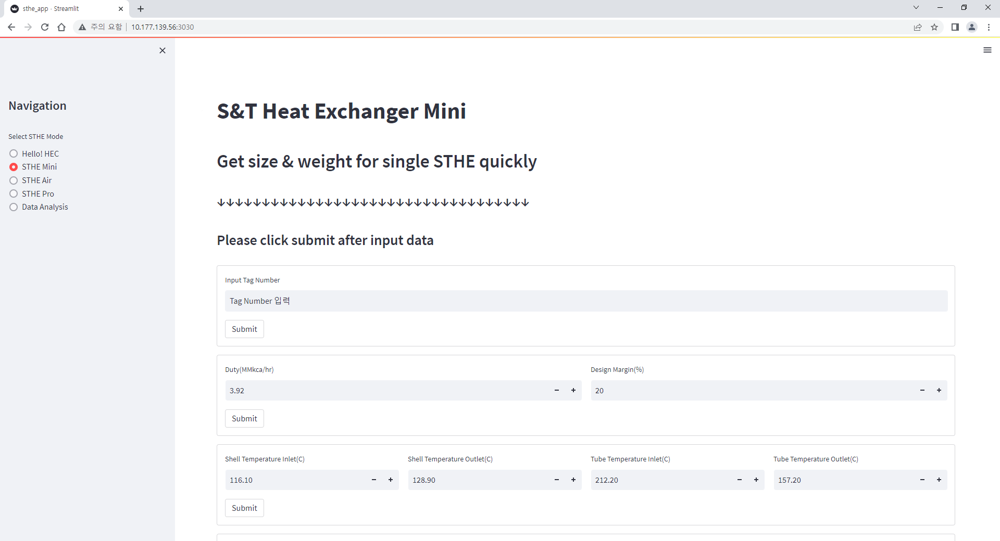 sthe_app · Streamlit
주의 요함 10.177.139.56:3030
Navigation
Select STHE Mode
Hello! HEC
STHE Mini
STHE Air
STHE Pro
Data Analysis
S&T Heat Exchanger Mini
Get size & weight for single STHE quickly
↓↓↓↓↓↓↓↓↓↓↓↓↓↓↓↓↓↓↓↓↓↓↓↓↓↓↓↓↓↓↓↓↓↓↓
Please click submit after input data
Input Tag Number
Tag Number 입력
Submit
Duty(MMkca/hr) Design Margin(%)
3.92 20
Submit
Shell Temperature Inlet(C) Shell Temperature Outlet(C) Tube Temperature Inlet(C) Tube Temperature Outlet(C)
116.10 128.90 212.20 157.20
Submit